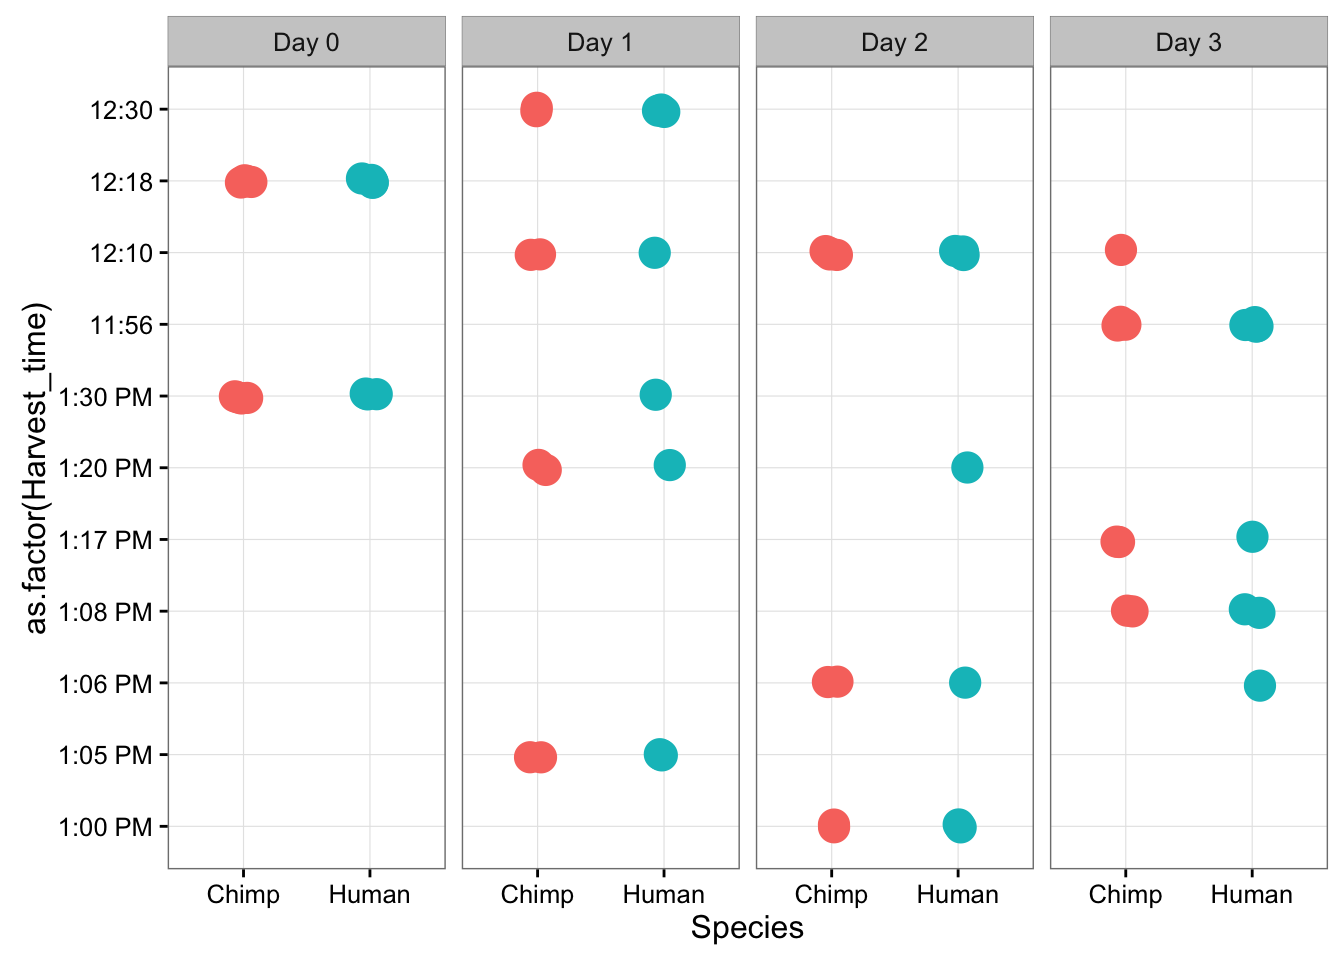 Day 0
Day 1
Day 2
Day 3
as.factor(Harvest_time)
12:30
12:18
12:10
11:56
1:30 PM
1:20 PM
1:17 PM
1:08 PM
1:06 PM
1:05 PM
1:00 PM
Chimp Human
Chimp Human
Chimp Human
Chimp Human
Species